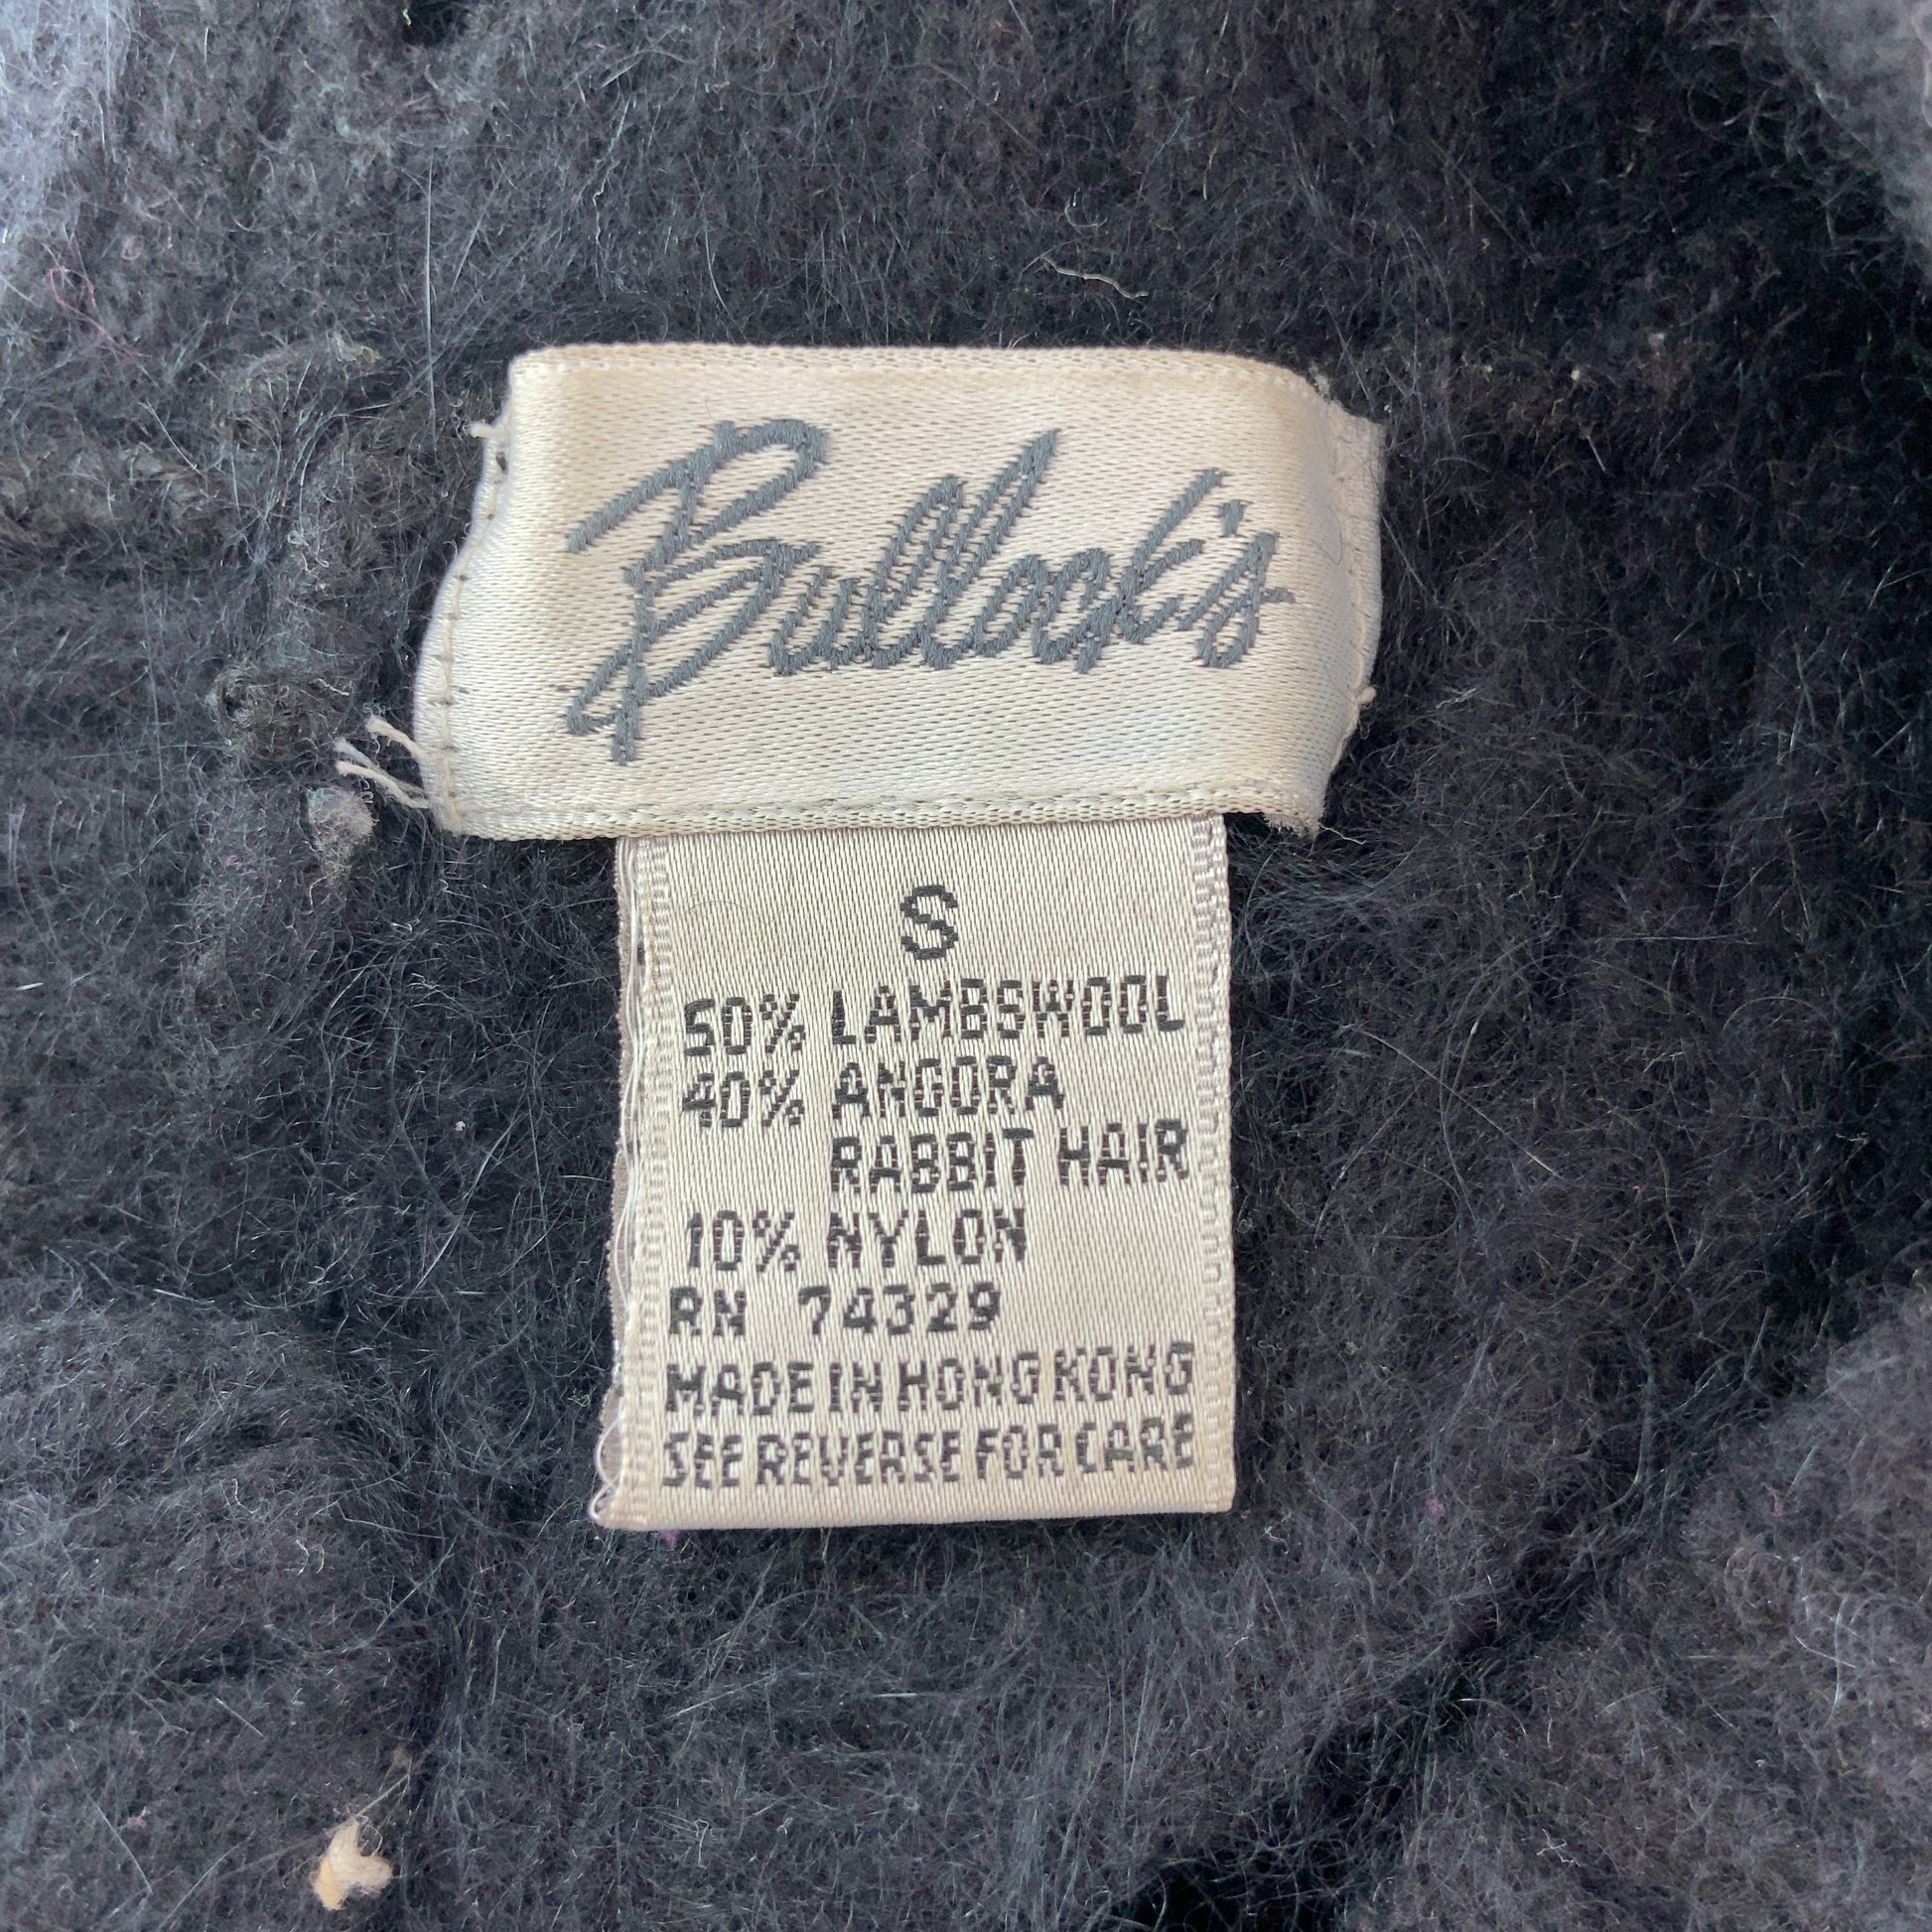 Bullock's
S
50% LAMBSWOOL
40% ANGORA
RABBIT HAIR
10% NYLON
RN 74329
MADE IN HONG KONG
SEE REVERSE FOR CARE